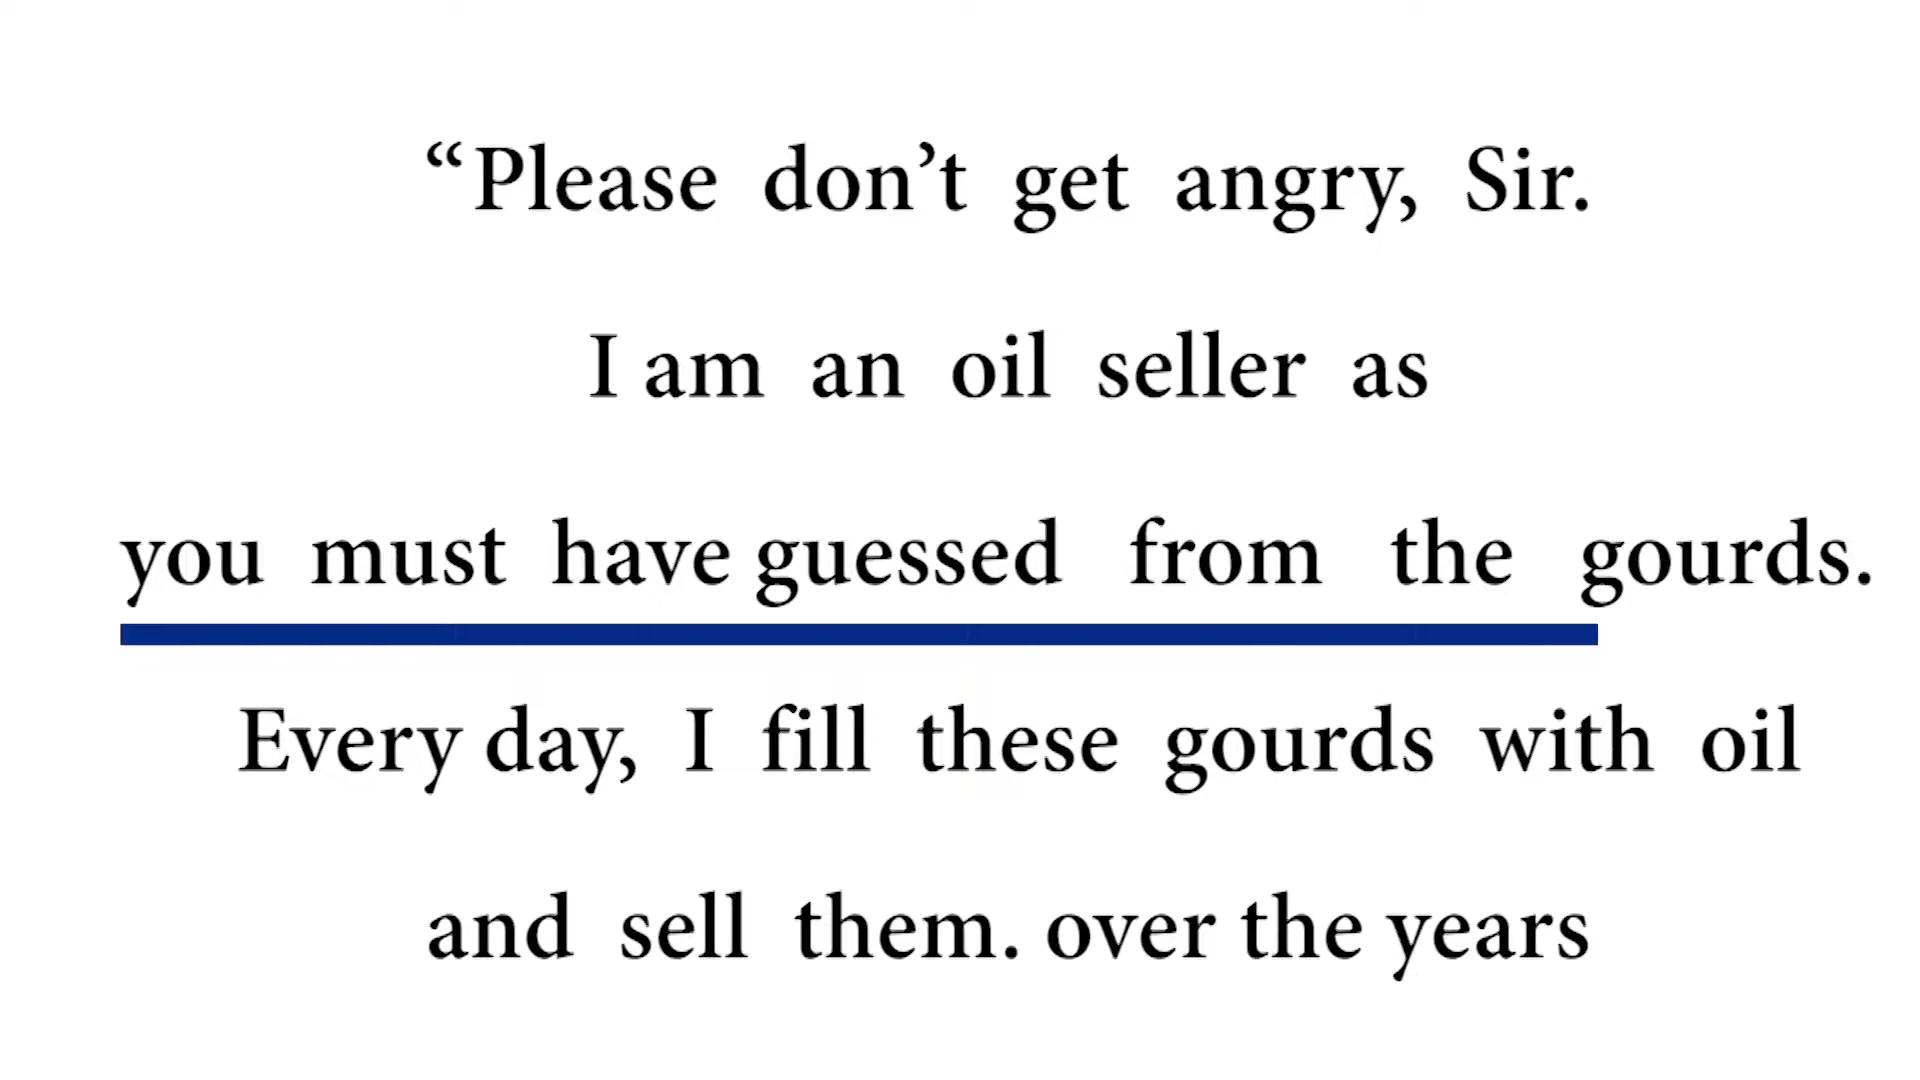 “Please don’t get angry, Sir.
I am an oil seller as
you must have guessed from the gourds.
Every day, I fill these gourds with oil
and sell them. over the years